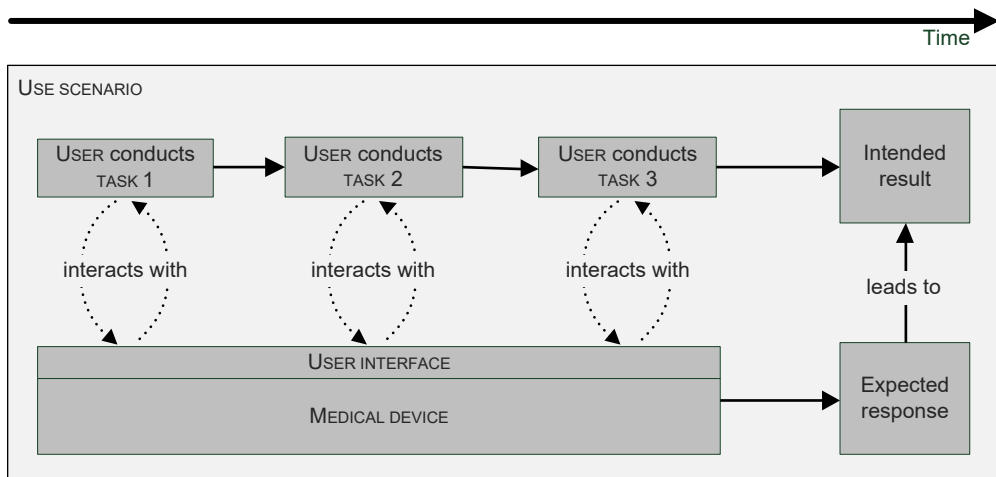 Time
USE SCENARIO
USER conducts
TASK 1
USER conducts
TASK 2
USER conducts
TASK 3
Intended
result
interacts with
interacts with
interacts with
leads to
USER INTERFACE
MEDICAL DEVICE
Expected
response